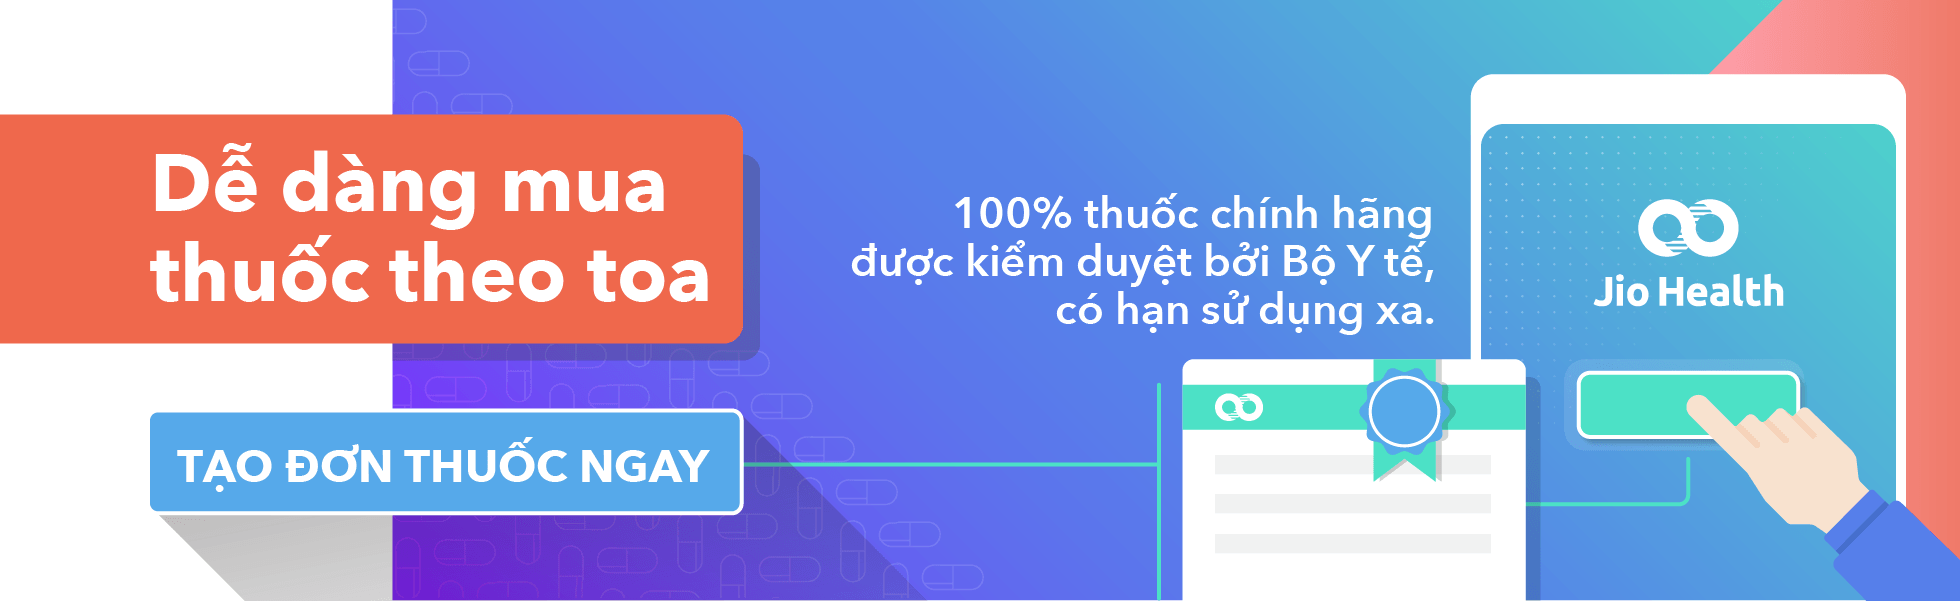 Dễ dàng mua
thuốc theo toa
TẠO ĐƠN THUỐC NGAY
100% thuốc chính hãng
được kiểm duyệt bởi Bộ Y tế,
có hạn sử dụng xa.
Jio Health